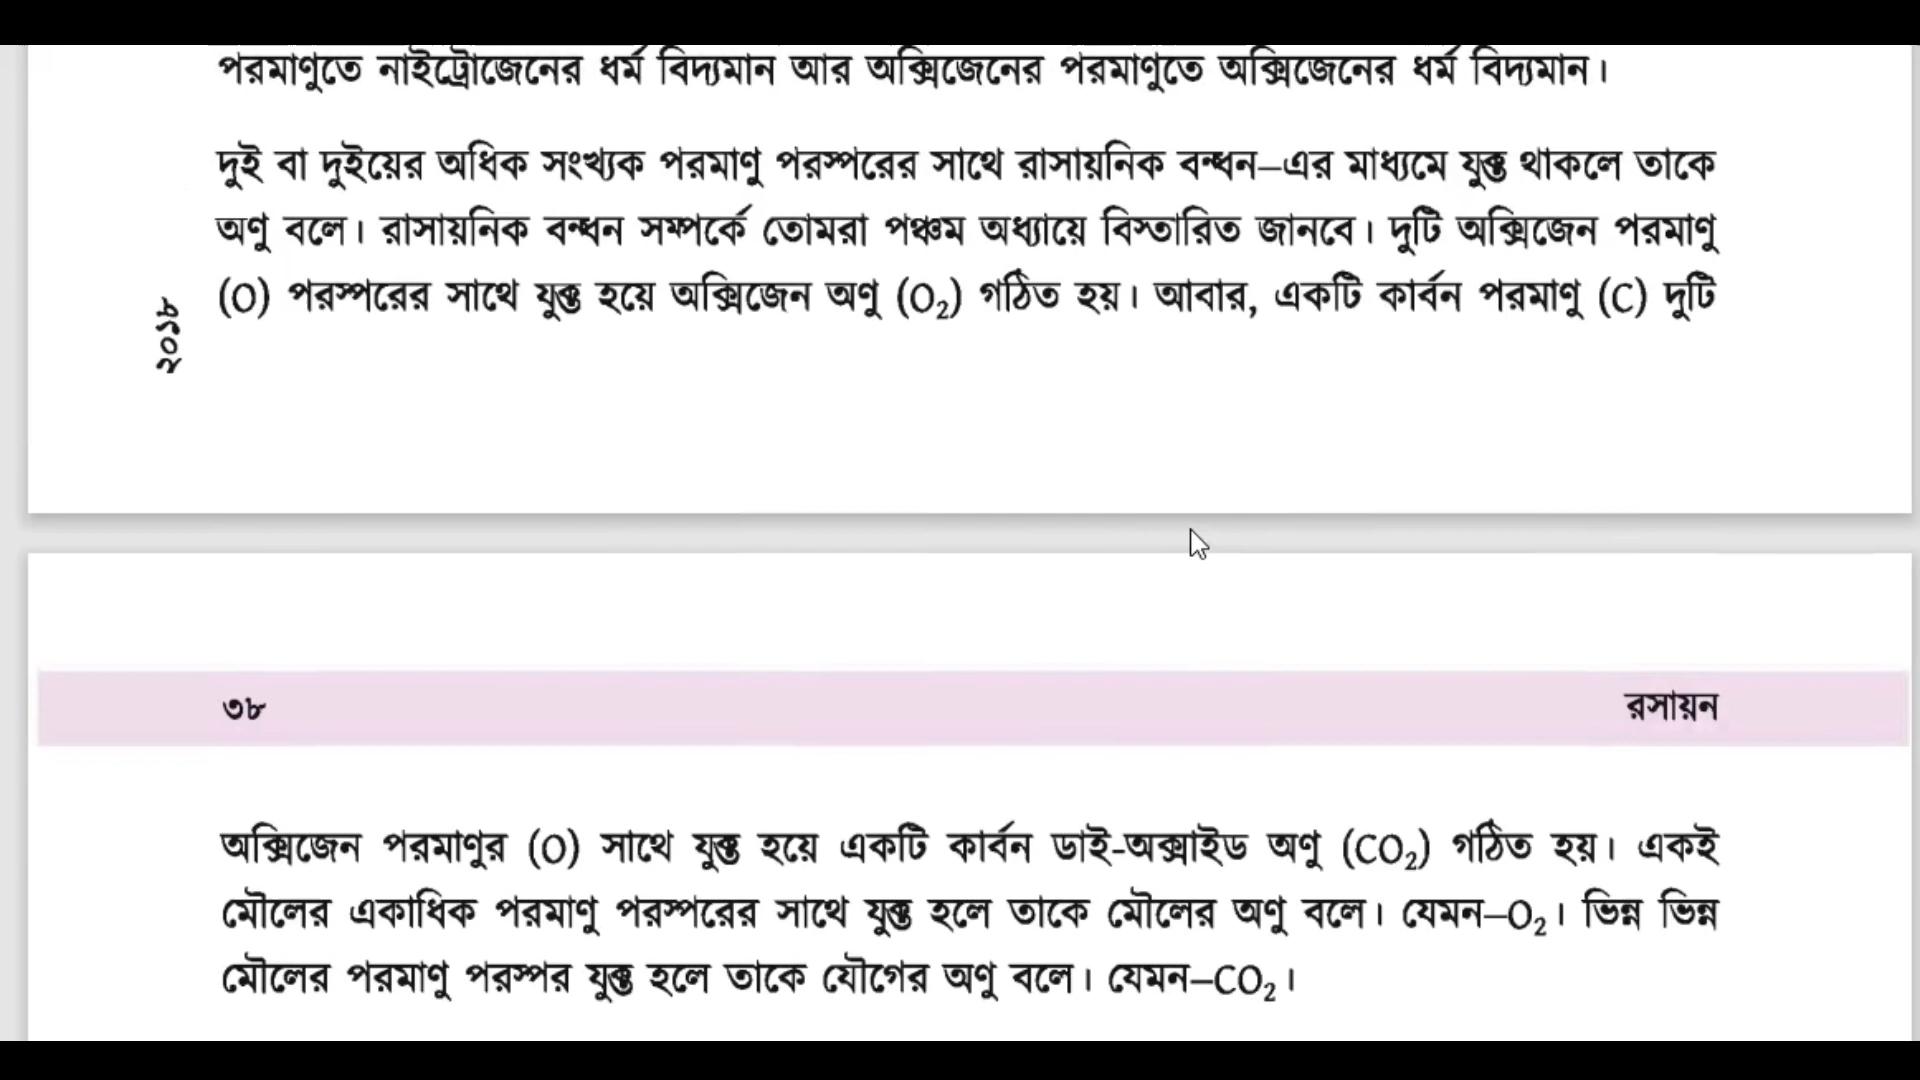 পরমাণুতে নাইট্রোজেনের ধর্ম বিদ্যমান আর অক্সিজেনের পরমাণুতে অক্সিজেনের ধর্ম বিদ্যমান।
দুই বা দুইয়ের অধিক সংখ্যক পরমাণু পরস্পরের সাথে রাসায়নিক বন্ধন–এর মাধ্যমে যুক্ত থাকলে তাকে
অণু বলে। রাসায়নিক বন্ধন সম্পর্কে তোমরা পঞ্চম অধ্যায়ে বিস্তারিত জানবে। দুটি অক্সিজেন পরমাণু
(O) পরস্পরের সাথে যুক্ত হয়ে অক্সিজেন অণু (O₂) গঠিত হয়। আবার, একটি কার্বন পরমাণু (C) দুটি
২০১৮
৩৮ রসায়ন
অক্সিজেন পরমাণুর (O) সাথে যুক্ত হয়ে একটি কার্বন ডাই-অক্সাইড অণু (CO₂) গঠিত হয়। একই
মৌলের একাধিক পরমাণু পরস্পরের সাথে যুক্ত হলে তাকে মৌলের অণু বলে। যেমন–O₂। ভিন্ন ভিন্ন
মৌলের পরমাণু পরস্পর যুক্ত হলে তাকে যৌগের অণু বলে। যেমন–CO₂।